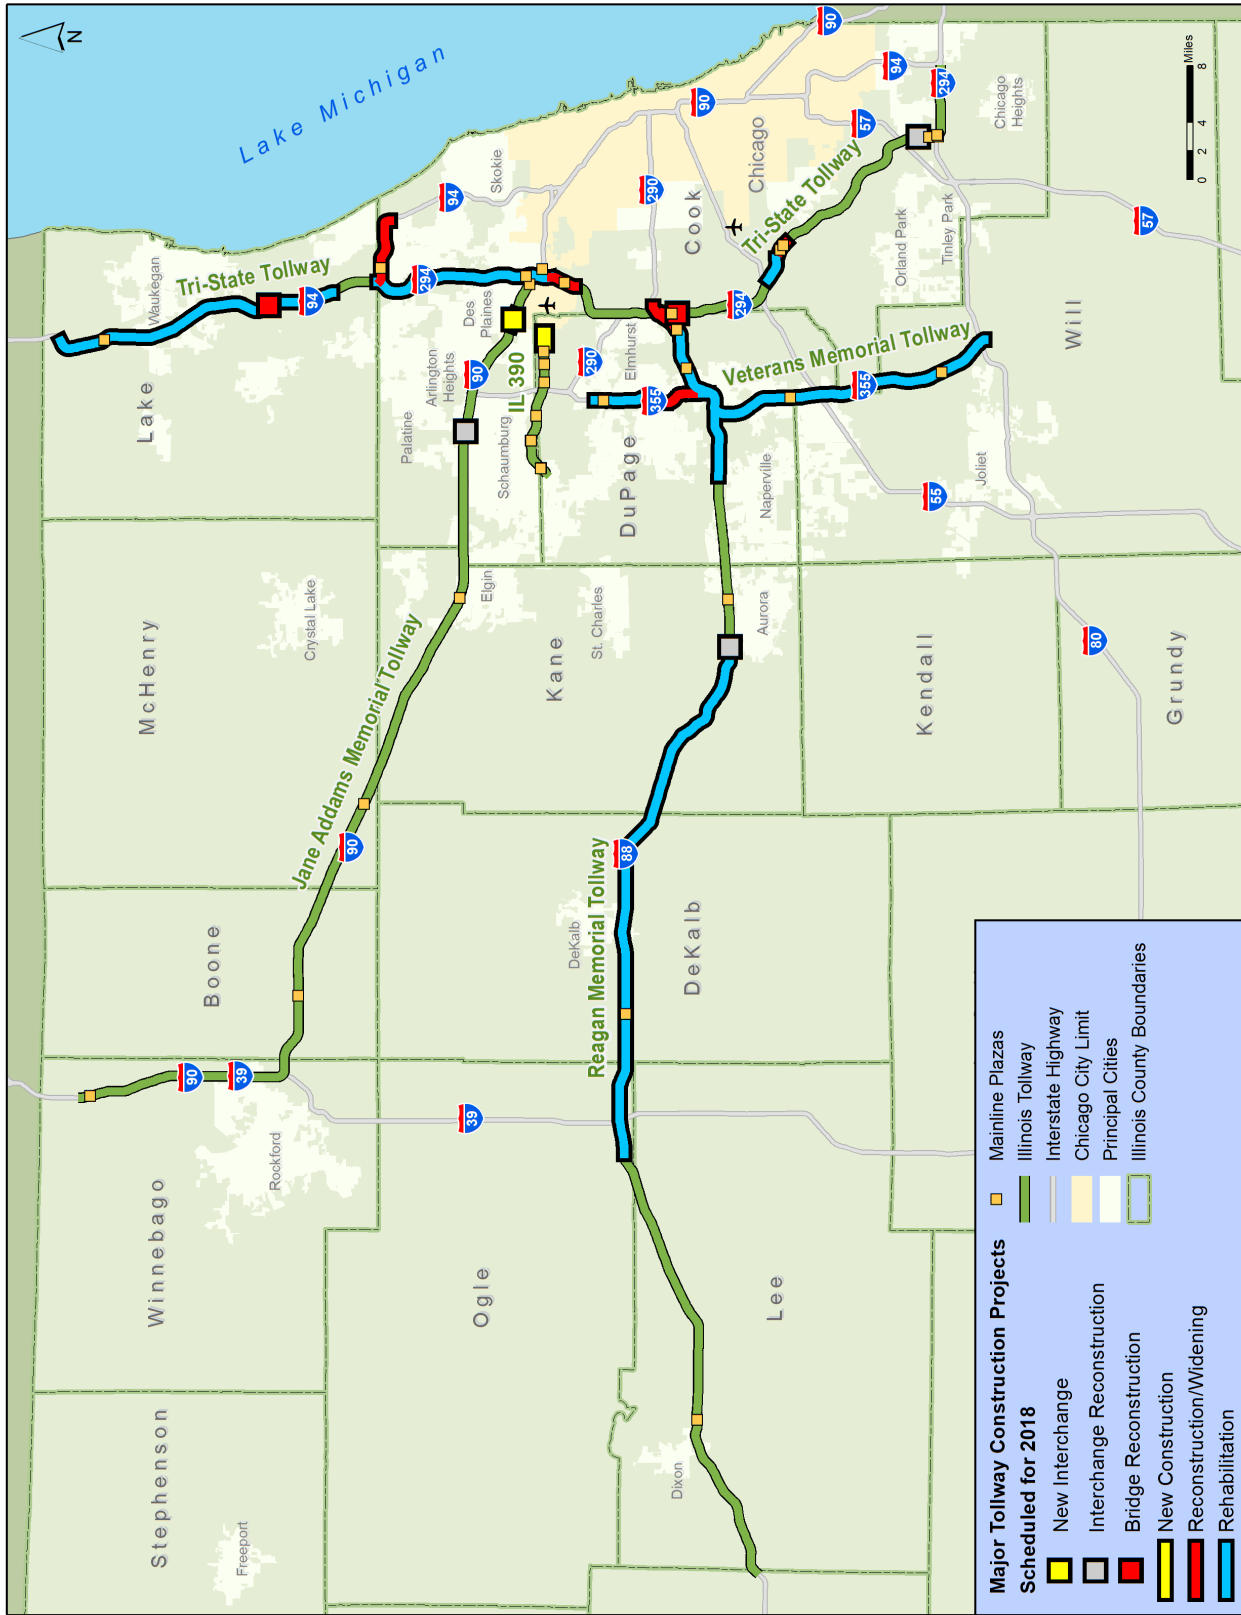 N
Lake Michigan
Miles
0 2 4 8
Stephenson
Winnebago
Boone
McHenry
Lake
Ogle
Lee
DeKalb
Kane
DuPage
Cook
Kendall
Grundy
Will
Freeport
Rockford
Dixon
DeKalb
Crystal Lake
Elgin
St. Charles
Aurora
Naperville
Joliet
Waukegan
Palatine
Arlington
Heights
Schaumburg
Des
Plaines
Elmhurst
Skokie
Chicago
Orland Park
Tinley Park
Chicago
Heights
Jane Addams Memorial Tollway
Reagan Memorial Tollway
Tri-State Tollway
Tri-State Tollway
Veterans Memorial Tollway
IL 390
90
39
39
90
90
88
94
294
94
290
355
290
90
294
355
55
80
57
57
94
294
90
Major Tollway Construction Projects
Scheduled for 2018
New Interchange
Interchange Reconstruction
Bridge Reconstruction
New Construction
Reconstruction/Widening
Rehabilitation
Mainline Plazas
Illinois Tollway
Interstate Highway
Chicago City Limit
Principal Cities
Illinois County Boundaries